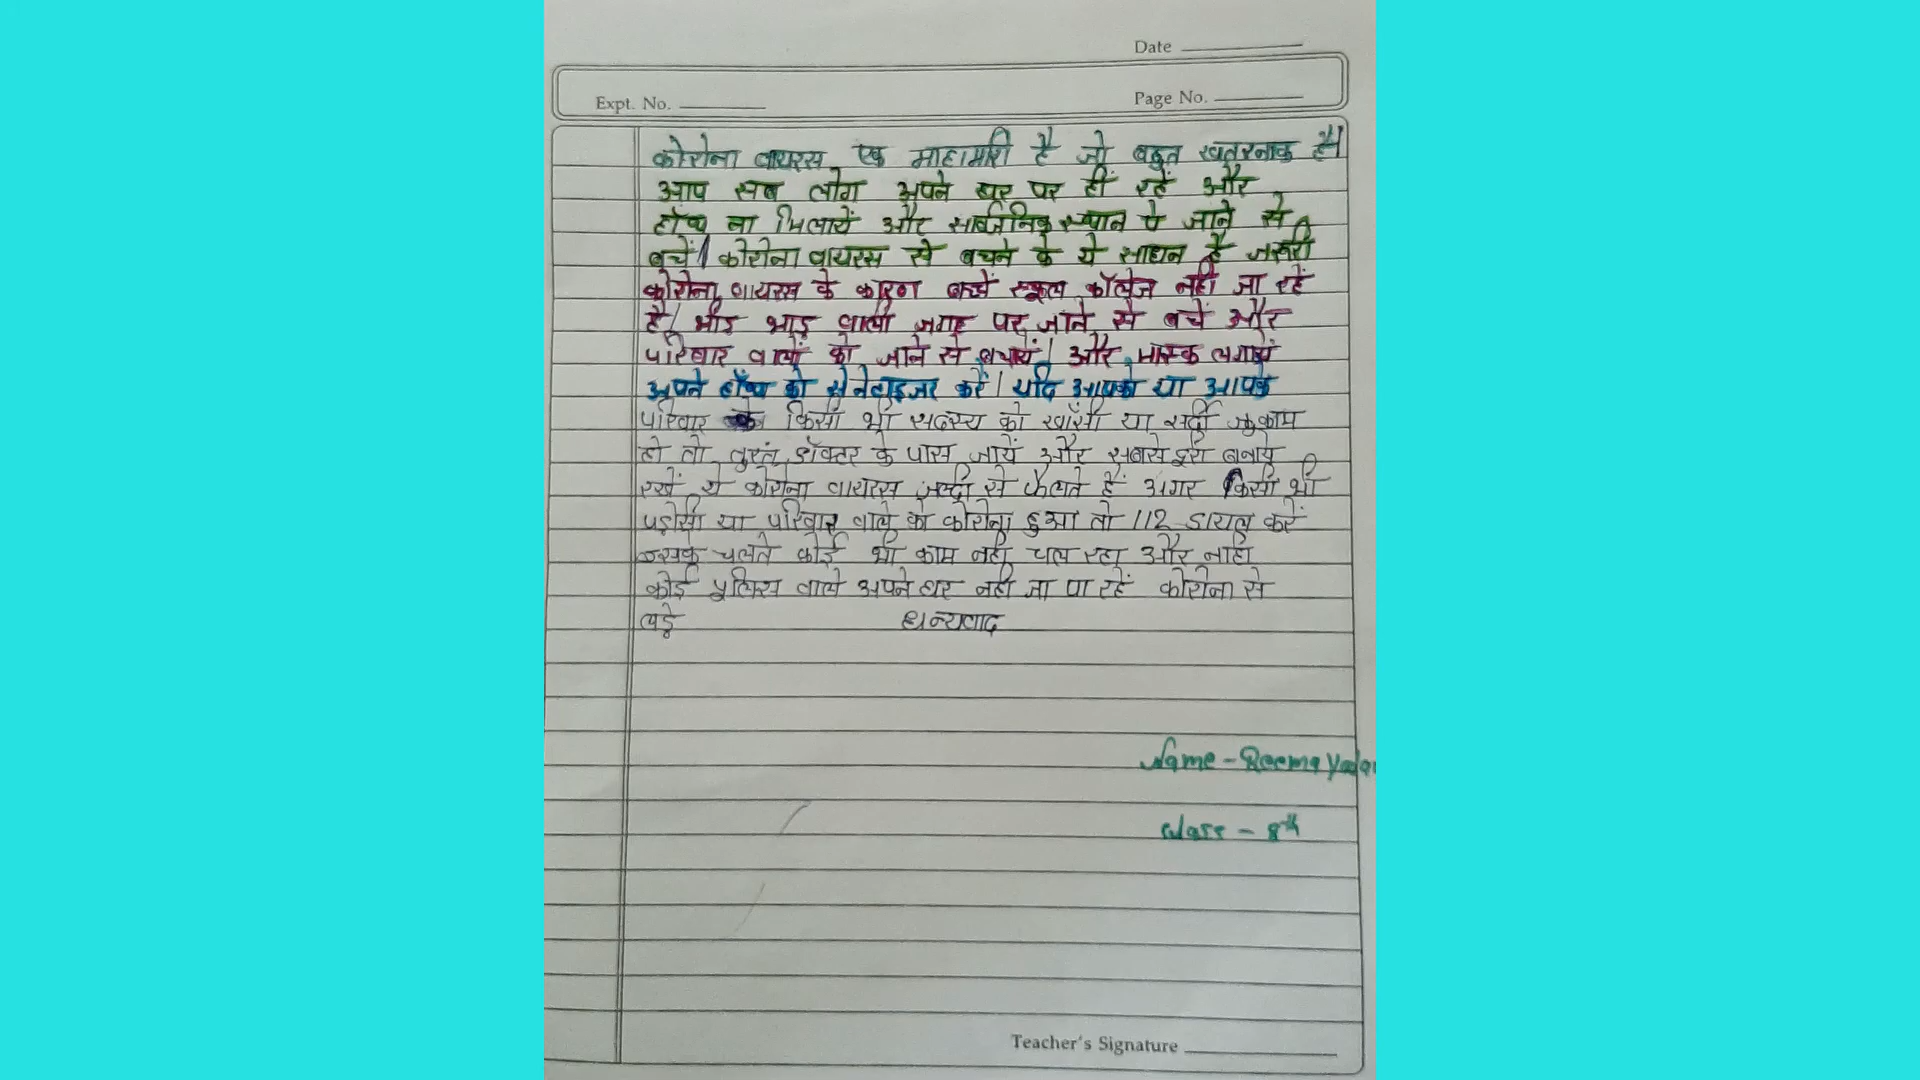 Date
Expt. No.
Page No.
कोरोना वायरस एक माहामारी है जो बहुत खतरनाक है।
आप सब लोग अपने घर पर हीं रहें और
हाँथ ना मिलायें और सार्वजनिक स्थान पे जाने से
बचें। कोरोना वायरस से बचने के ये साधन है जरूरी
कोरोना वायरस के कारण बच्चें स्कूल कॉलेज नही जा रहें
है। भीड़ भाड़ वाली जगह पर जाने से बचें और
परिवार वालों को जाने से बचायें। और मास्क लगायें
अपने हाँथ को सेनेटाइजर करें। यदि आपको या आपके
परिवार के किसी भी सदस्य को खाँसी या सर्दी जुकाम
हो तो तुरतं डॉक्टर के पास जायें और सबसे दूरी बनाये
रखें ये कोरोना वायरस जल्दी से फैलते हैं अगर किसी भी
पड़ोसी या परिवार वाले को कोरोना हुआ तो 112 डायल करें
इसके चलते कोई भी काम नही चल रहा और नाही
कोई पुलिस वाले अपने घर नही जा पा रहें कोरोना से
लड़े धन्यवाद
Name - Reema
Class - 8th
Teacher's Signature